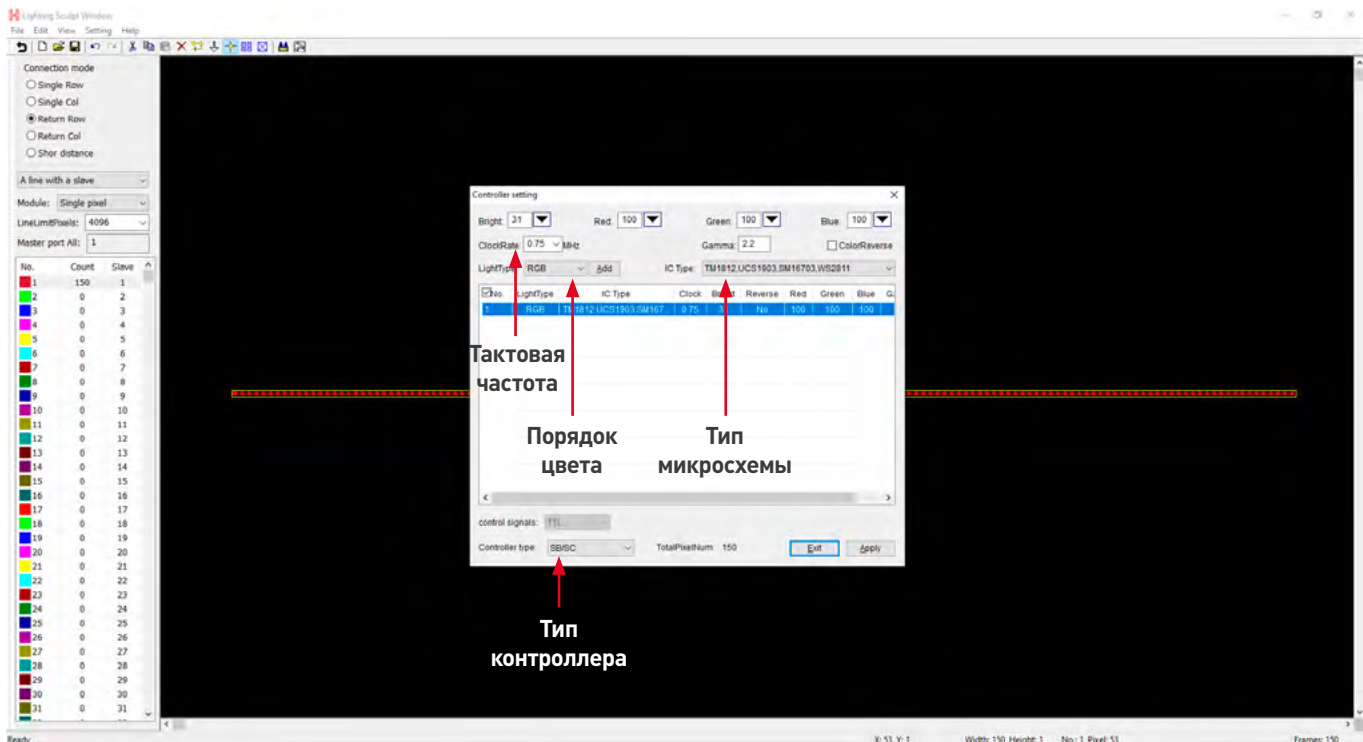 Lighting Sculpt Window
File Edit View Setting Help
Connection mode
Single Row
Single Col
Return Row
Return Col
Shor distance
A line with a slave
Module: Single pixel
LineLimitPixels: 4096
Master port All: 1
No. Count Slave
1 150 1
2 0 2
3 0 3
4 0 4
5 0 5
6 0 6
7 0 7
8 0 8
9 0 9
10 0 10
11 0 11
12 0 12
13 0 13
14 0 14
15 0 15
16 0 16
17 0 17
18 0 18
19 0 19
20 0 20
21 0 21
22 0 22
23 0 23
24 0 24
25 0 25
26 0 26
27 0 27
28 0 28
29 0 29
30 0 30
31 0 31
Controller setting
Bright: 31 Red: 100 Green: 100 Blue: 100
ClockRate: 0.75 MHz Gamma: 2.2 ColorReverse
LightType: RGB Add IC Type: TM1812,UCS1903,SM16703,WS2811
No. LightType IC Type Clock Bright Reverse Red Green Blue G
1 RGB TM1812,UCS1903,SM167... 0.75 31 No 100 100 100
Тактовая
частота
Порядок
цвета
Тип
микросхемы
control signals: TTL
Controller type: SB/SC TotalPixelNum: 150 Exit Apply
Тип
контроллера
Ready X: 51, Y: 1 Width: 150, Height: 1 No.: 1, Pixel: 51 Frames: 150